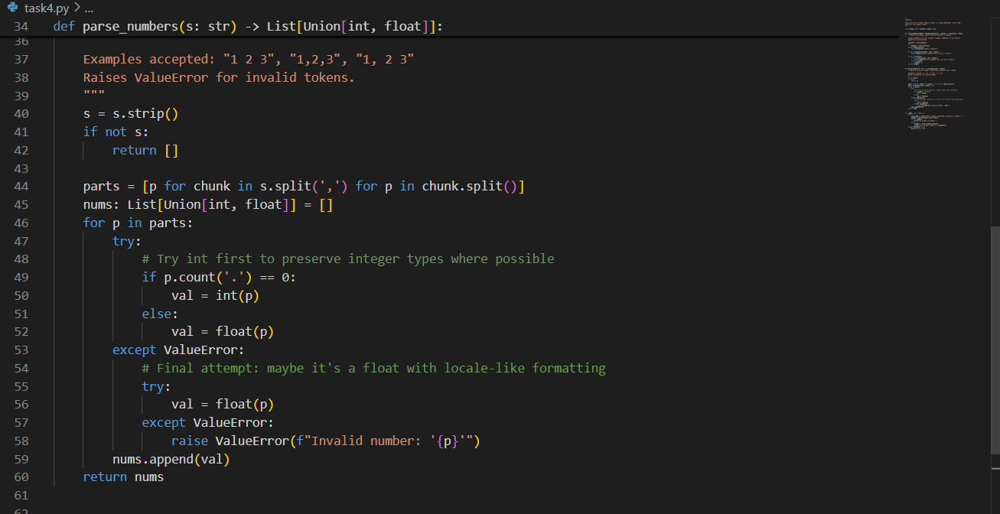 task4.py > ...
34 def parse_numbers(s: str) -> List[Union[int, float]]:
36
37 Examples accepted: "1 2 3", "1,2,3", "1, 2 3"
38 Raises ValueError for invalid tokens.
39 """
40 s = s.strip()
41 if not s:
42 return []
43
44 parts = [p for chunk in s.split(',') for p in chunk.split()]
45 nums: List[Union[int, float]] = []
46 for p in parts:
47 try:
48 # Try int first to preserve integer types where possible
49 if p.count('.') == 0:
50 val = int(p)
51 else:
52 val = float(p)
53 except ValueError:
54 # Final attempt: maybe it's a float with locale-like formatting
55 try:
56 val = float(p)
57 except ValueError:
58 raise ValueError(f"Invalid number: '{p}'")
59 nums.append(val)
60 return nums
61
62